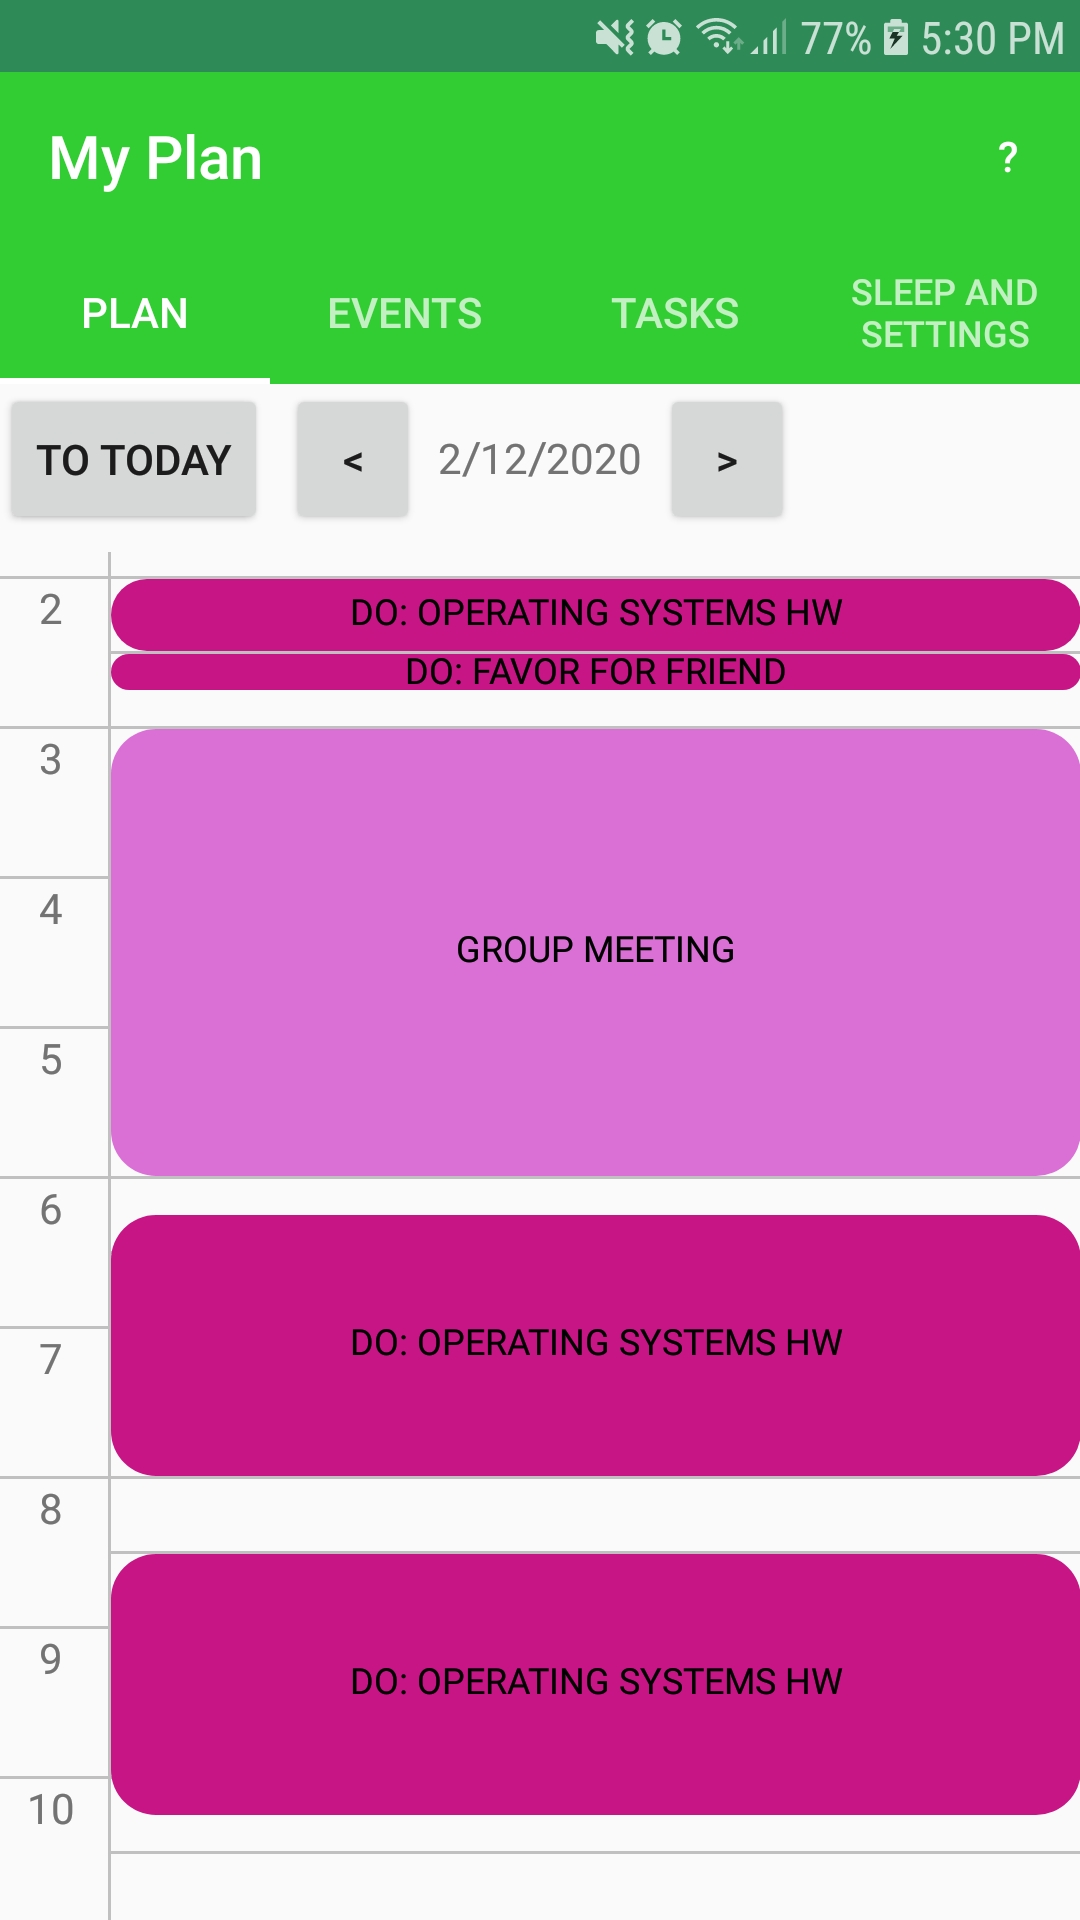 77% 5:30 PM
My Plan ?
PLAN EVENTS TASKS SLEEP AND
SETTINGS
TO TODAY < 2/12/2020 >
2 DO: OPERATING SYSTEMS HW
DO: FAVOR FOR FRIEND
3
4 GROUP MEETING
5
6
7 DO: OPERATING SYSTEMS HW
8
9 DO: OPERATING SYSTEMS HW
10